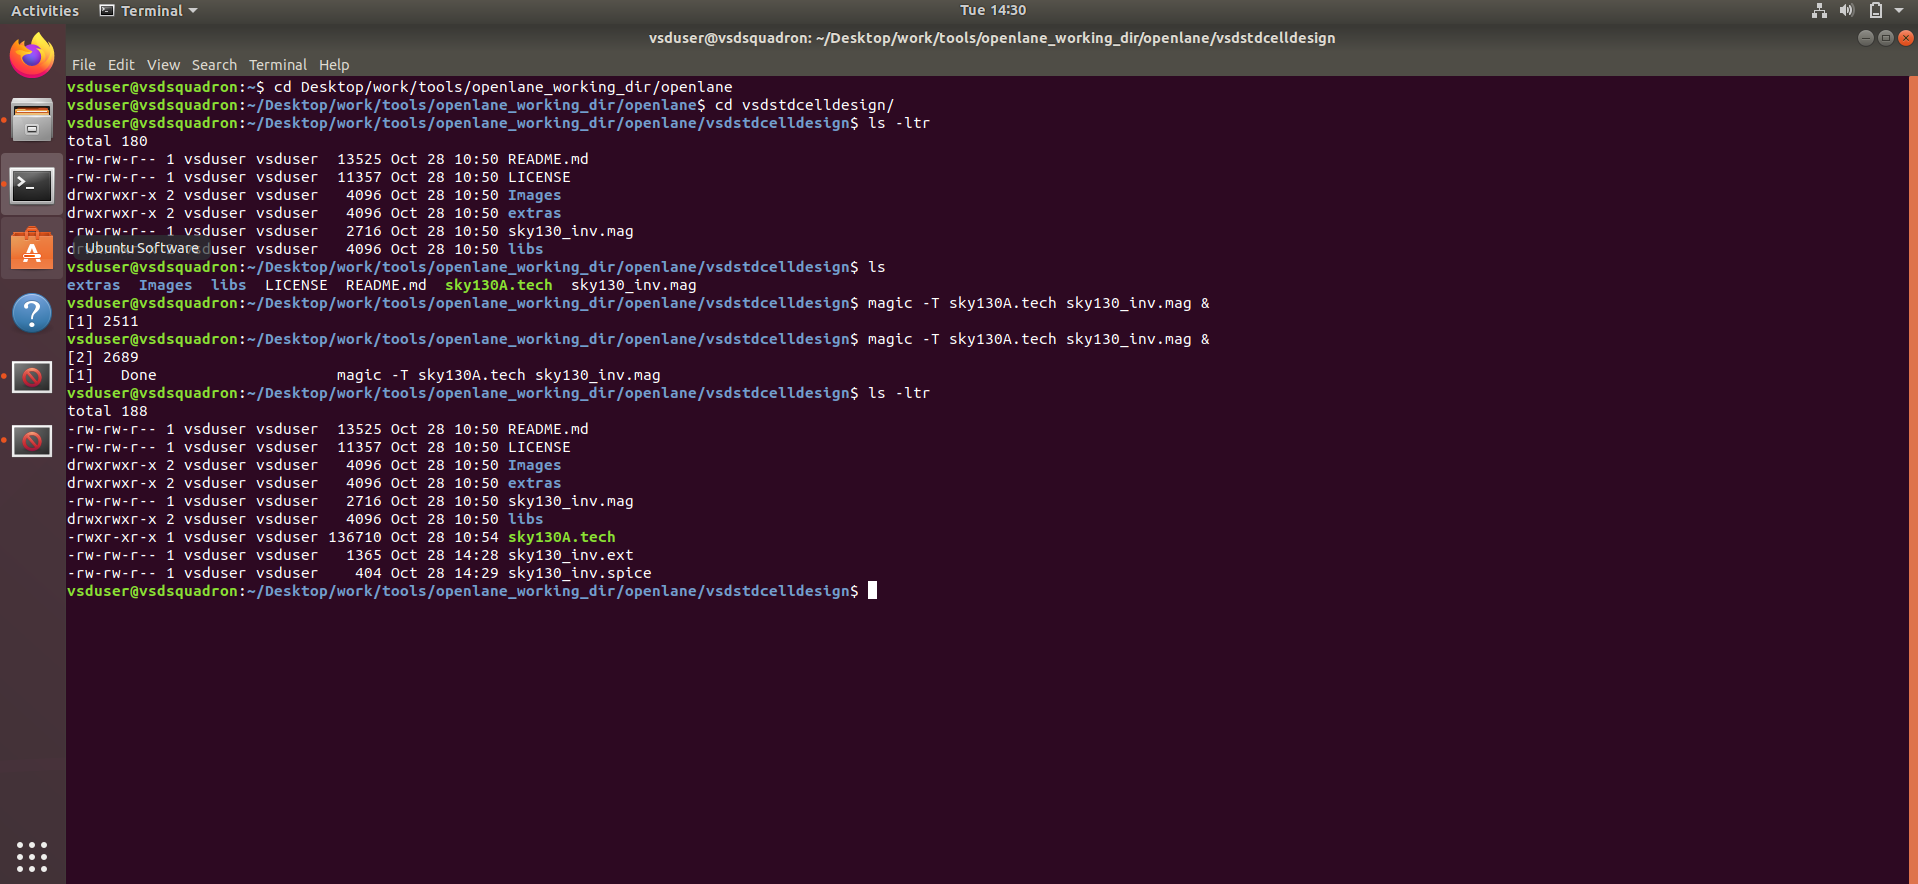 Activities Terminal Tue 14:30
vsduser@vsdsquadron: ~/Desktop/work/tools/openlane_working_dir/openlane/vsdstdcelldesign
File Edit View Search Terminal Help
vsduser@vsdsquadron:~$ cd Desktop/work/tools/openlane_working_dir/openlane
vsduser@vsdsquadron:~/Desktop/work/tools/openlane_working_dir/openlane$ cd vsdstdcelldesign/
vsduser@vsdsquadron:~/Desktop/work/tools/openlane_working_dir/openlane/vsdstdcelldesign$ ls -ltr
total 180
-rw-rw-r-- 1 vsduser vsduser  13525 Oct 28 10:50 README.md
-rw-rw-r-- 1 vsduser vsduser  11357 Oct 28 10:50 LICENSE
drwxrwxr-x 2 vsduser vsduser   4096 Oct 28 10:50 Images
drwxrwxr-x 2 vsduser vsduser   4096 Oct 28 10:50 extras
-rw-rw-r-- 1 vsduser vsduser   2716 Oct 28 10:50 sky130_inv.mag
Ubuntu Software user vsduser   4096 Oct 28 10:50 libs
vsduser@vsdsquadron:~/Desktop/work/tools/openlane_working_dir/openlane/vsdstdcelldesign$ ls
extras  Images  libs  LICENSE  README.md  sky130A.tech  sky130_inv.mag
vsduser@vsdsquadron:~/Desktop/work/tools/openlane_working_dir/openlane/vsdstdcelldesign$ magic -T sky130A.tech sky130_inv.mag &
[1] 2511
vsduser@vsdsquadron:~/Desktop/work/tools/openlane_working_dir/openlane/vsdstdcelldesign$ magic -T sky130A.tech sky130_inv.mag &
[2] 2689
[1]   Done                    magic -T sky130A.tech sky130_inv.mag
vsduser@vsdsquadron:~/Desktop/work/tools/openlane_working_dir/openlane/vsdstdcelldesign$ ls -ltr
total 188
-rw-rw-r-- 1 vsduser vsduser  13525 Oct 28 10:50 README.md
-rw-rw-r-- 1 vsduser vsduser  11357 Oct 28 10:50 LICENSE
drwxrwxr-x 2 vsduser vsduser   4096 Oct 28 10:50 Images
drwxrwxr-x 2 vsduser vsduser   4096 Oct 28 10:50 extras
-rw-rw-r-- 1 vsduser vsduser   2716 Oct 28 10:50 sky130_inv.mag
drwxrwxr-x 2 vsduser vsduser   4096 Oct 28 10:50 libs
-rwxr-xr-x 1 vsduser vsduser 136710 Oct 28 10:54 sky130A.tech
-rw-rw-r-- 1 vsduser vsduser   1365 Oct 28 14:28 sky130_inv.ext
-rw-rw-r-- 1 vsduser vsduser    404 Oct 28 14:29 sky130_inv.spice
vsduser@vsdsquadron:~/Desktop/work/tools/openlane_working_dir/openlane/vsdstdcelldesign$